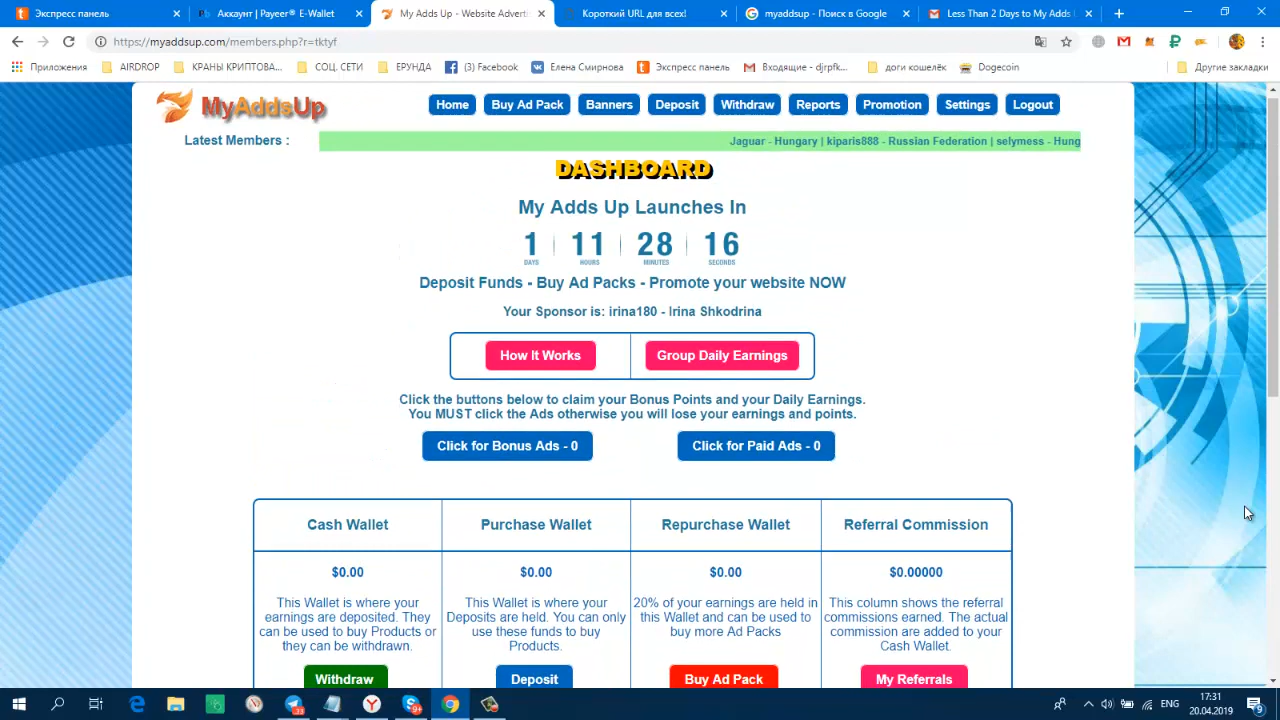 Экспресс панель
Аккаунт | Payeer® E-Wallet
My Adds Up - Website Adverti
Короткий URL для всех!
myaddsup - Поиск в Google
Less Than 2 Days to My Adds
https://myaddsup.com/members.php?r=tktyf
Приложения
AIRDROP
КРАНЫ КРИПТОВА...
СОЦ. СЕТИ
ЕРУНДА
(3) Facebook
Елена Смирнова
Экспресс панель
Входящие - djrpfk...
доги кошелёк
Dogecoin
Другие закладки
MyAddsUp
Home
Buy Ad Pack
Banners
Deposit
Withdraw
Reports
Promotion
Settings
Logout
Latest Members :
Jaguar - Hungary | kiparis888 - Russian Federation | selymess - Hung
DASHBOARD
My Adds Up Launches In
1 11 28 16
DAYS HOURS MINUTES SECONDS
Deposit Funds - Buy Ad Packs - Promote your website NOW
Your Sponsor is: irina180 - Irina Shkodrina
How It Works
Group Daily Earnings
Click the buttons below to claim your Bonus Points and your Daily Earnings.
You MUST click the Ads otherwise you will lose your earnings and points.
Click for Bonus Ads - 0
Click for Paid Ads - 0
Cash Wallet
Purchase Wallet
Repurchase Wallet
Referral Commission
$0.00
$0.00
$0.00
$0.00000
This Wallet is where your
earnings are deposited. They
can be used to buy Products or
they can be withdrawn.
This Wallet is where your
Deposits are held. You can only
use these funds to buy
Products.
20% of your earnings are held in
this Wallet and can be used to
buy more Ad Packs
This column shows the referral
commissions earned. The actual
commission are added to your
Cash Wallet.
Withdraw
Deposit
Buy Ad Pack
My Referrals
ENG
17:31
20.04.2019